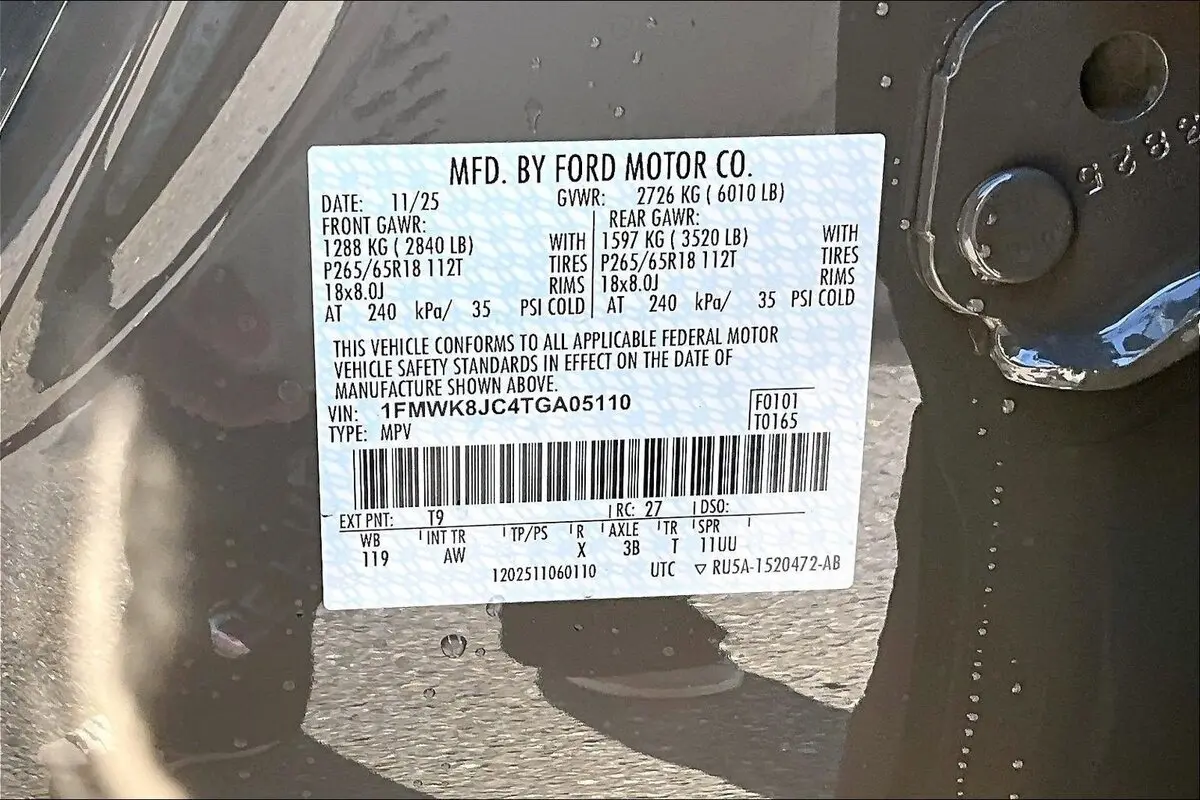 MFD. BY FORD MOTOR CO.
DATE: 11/25 GVWR: 2726 KG ( 6010 LB)
FRONT GAWR: REAR GAWR:
1288 KG ( 2840 LB) WITH 1597 KG ( 3520 LB) WITH
P265/65R18 112T TIRES P265/65R18 112T TIRES
18x8.0J RIMS 18x8.0J RIMS
AT 240 kPa/ 35 PSI COLD AT 240 kPa/ 35 PSI COLD
THIS VEHICLE CONFORMS TO ALL APPLICABLE FEDERAL MOTOR
VEHICLE SAFETY STANDARDS IN EFFECT ON THE DATE OF
MANUFACTURE SHOWN ABOVE.
VIN: 1FMWK8JC4TGA05110 F0101
TYPE: MPV T0165
EXT PNT: T9 RC: 27 DSO:
WB INT TR TP/PS R AXLE TR SPR
119 AW X 3B T 11UU
1202511060110 UTC ▽ RU5A-1520472-AB
3825